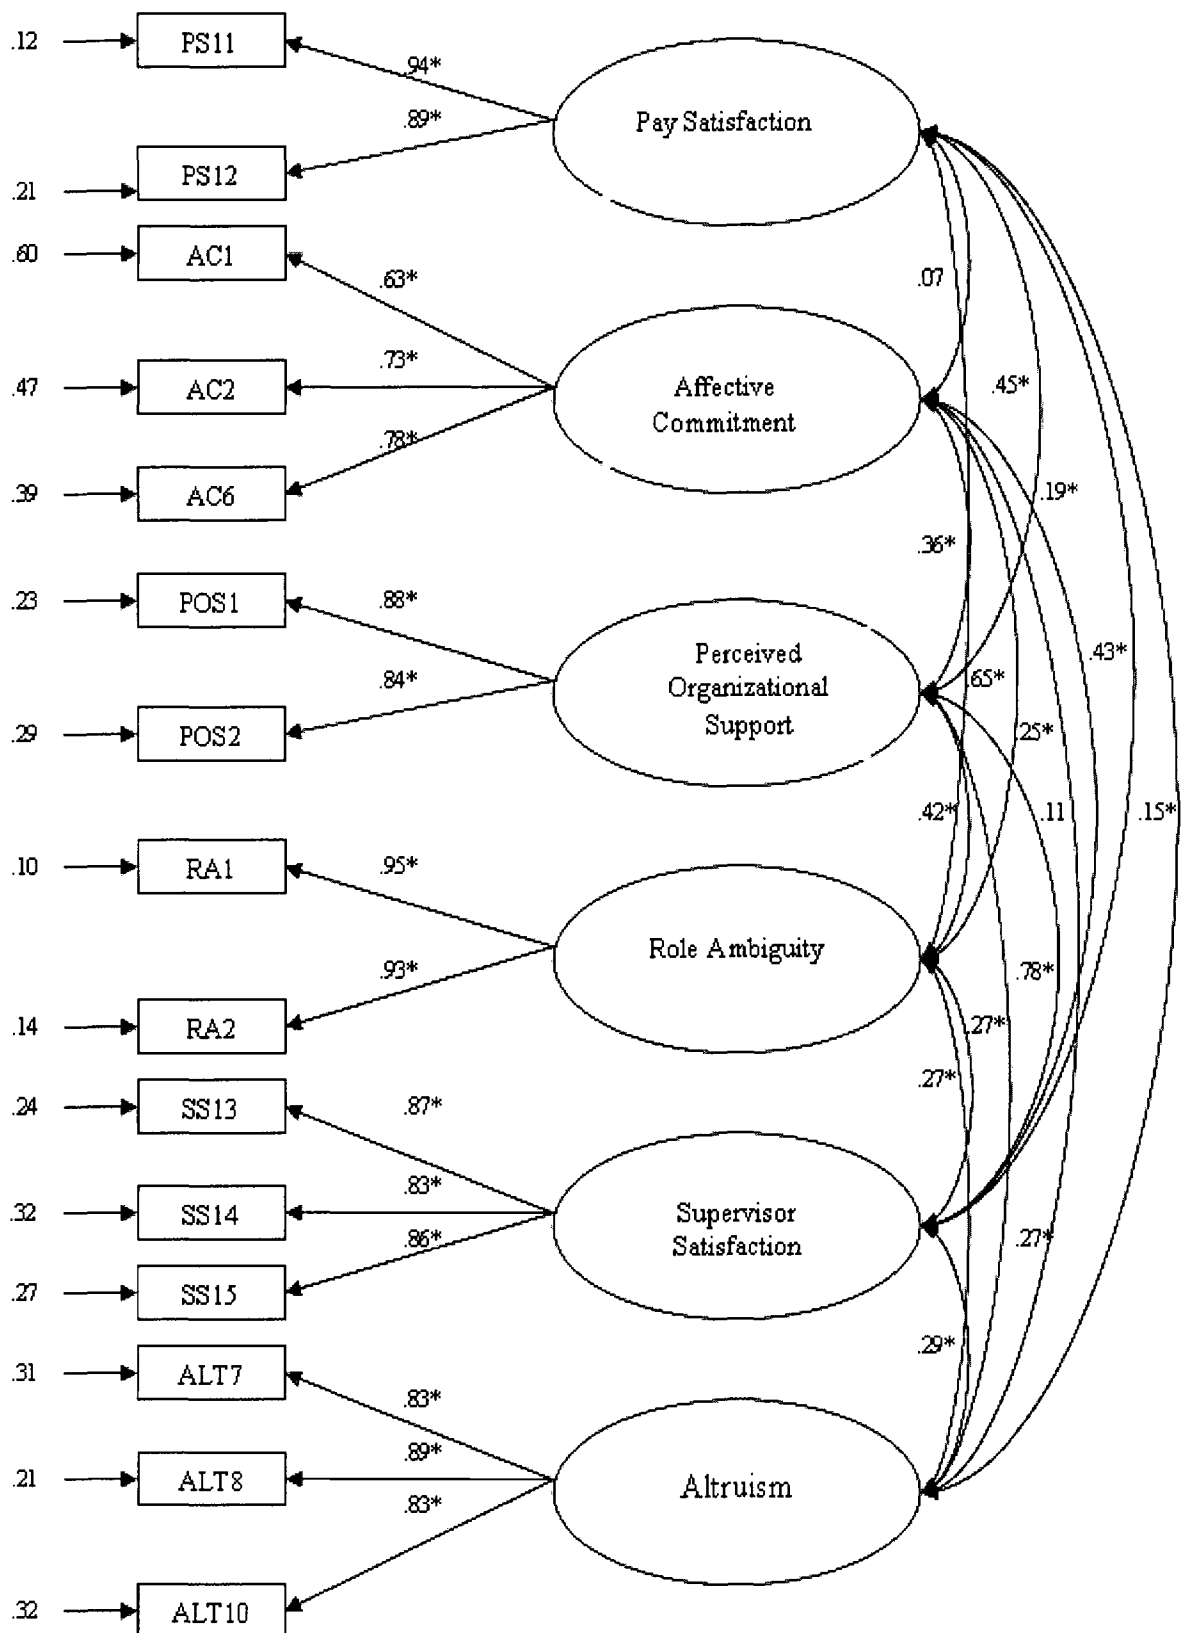 .12 PS11
.94*
.89*
Pay Satisfaction
PS12
.21
.60 AC1
.63*
.07
.47 AC2
.73*
.45*
Affective
Commitment
.78*
.39 AC6
.19*
.36*
.23 POS1
.88*
Perceived
.43*
.84*
Organizational
.65*
Support
.25*
.29 POS2
.42*
.11
.15*
.10 RA1
.95*
Role Ambiguity
.93*
.78*
.14 RA2
.27*
.27*
.24 SS13
.87*
.83*
.32 SS14
Supervisor
Satisfaction
.86*
.27*
.27 SS15
.29*
.31 ALT7
.83*
.89*
.21 ALT8
Altruism
.83*
.32 ALT10